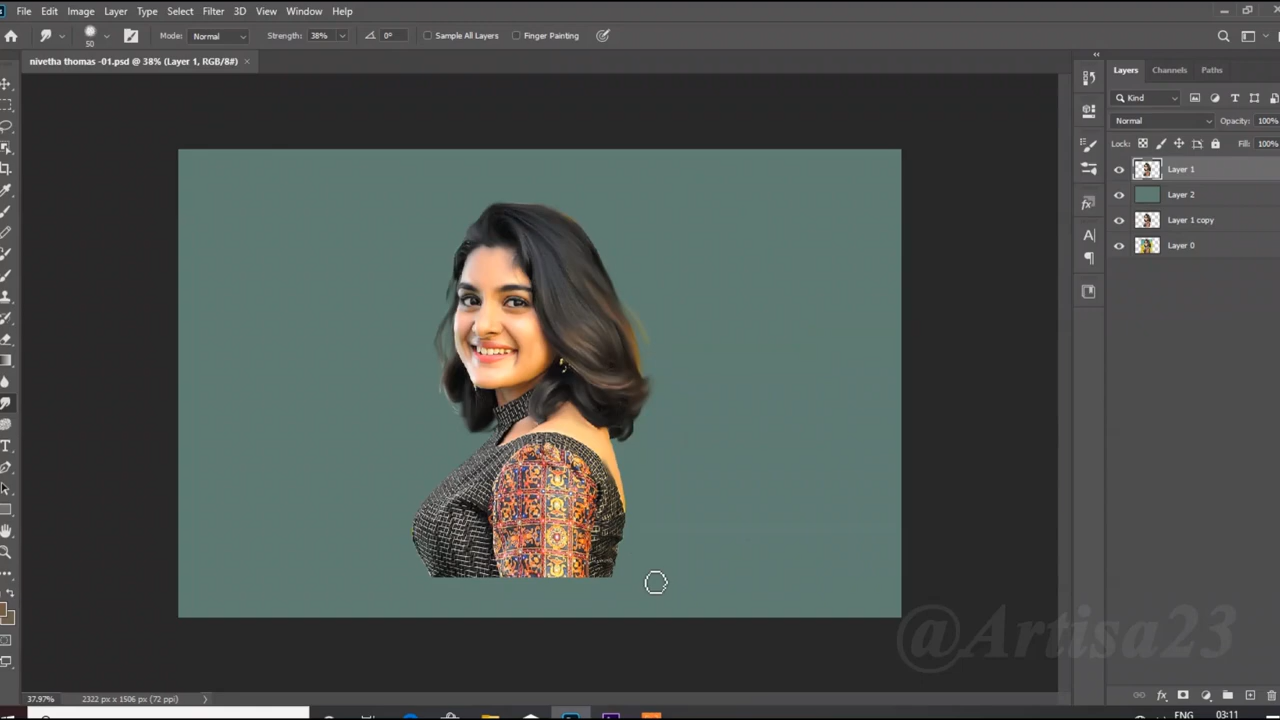 File Edit Image Layer Type Select Filter 3D View Window Help
50 Mode: Normal Strength: 38% 0° Sample All Layers Finger Painting
nivetha thomas -01.psd @ 38% (Layer 1, RGB/8#) ×
Layers Channels Paths
Kind
Normal Opacity: 100%
Lock: Fill: 100%
Layer 1
Layer 2
Layer 1 copy
Layer 0
@Artisa23
37.97% 2322 px x 1506 px (72 ppi)
ENG 03:11